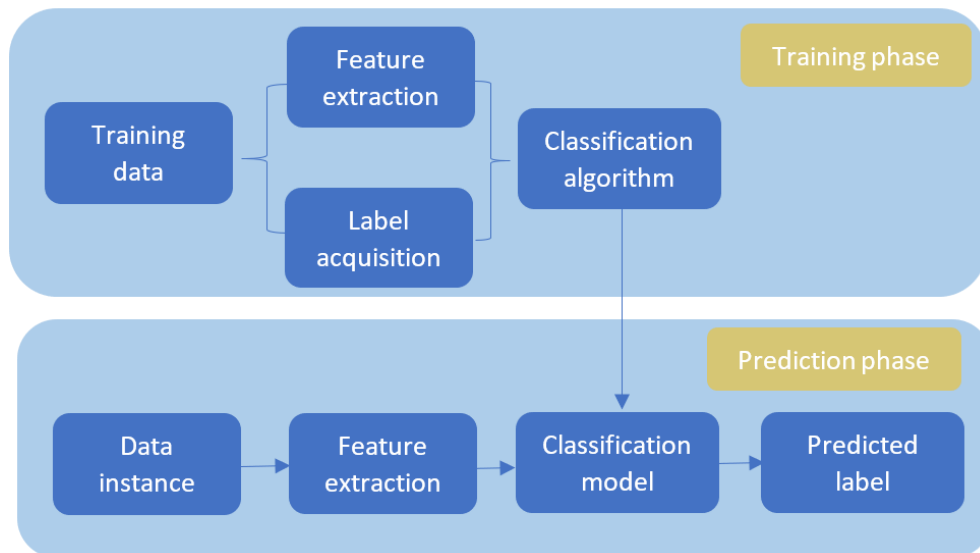 Training phase
Feature
extraction
Training
data
Classification
algorithm
Label
acquisition
Prediction phase
Data
instance
Feature
extraction
Classification
model
Predicted
label